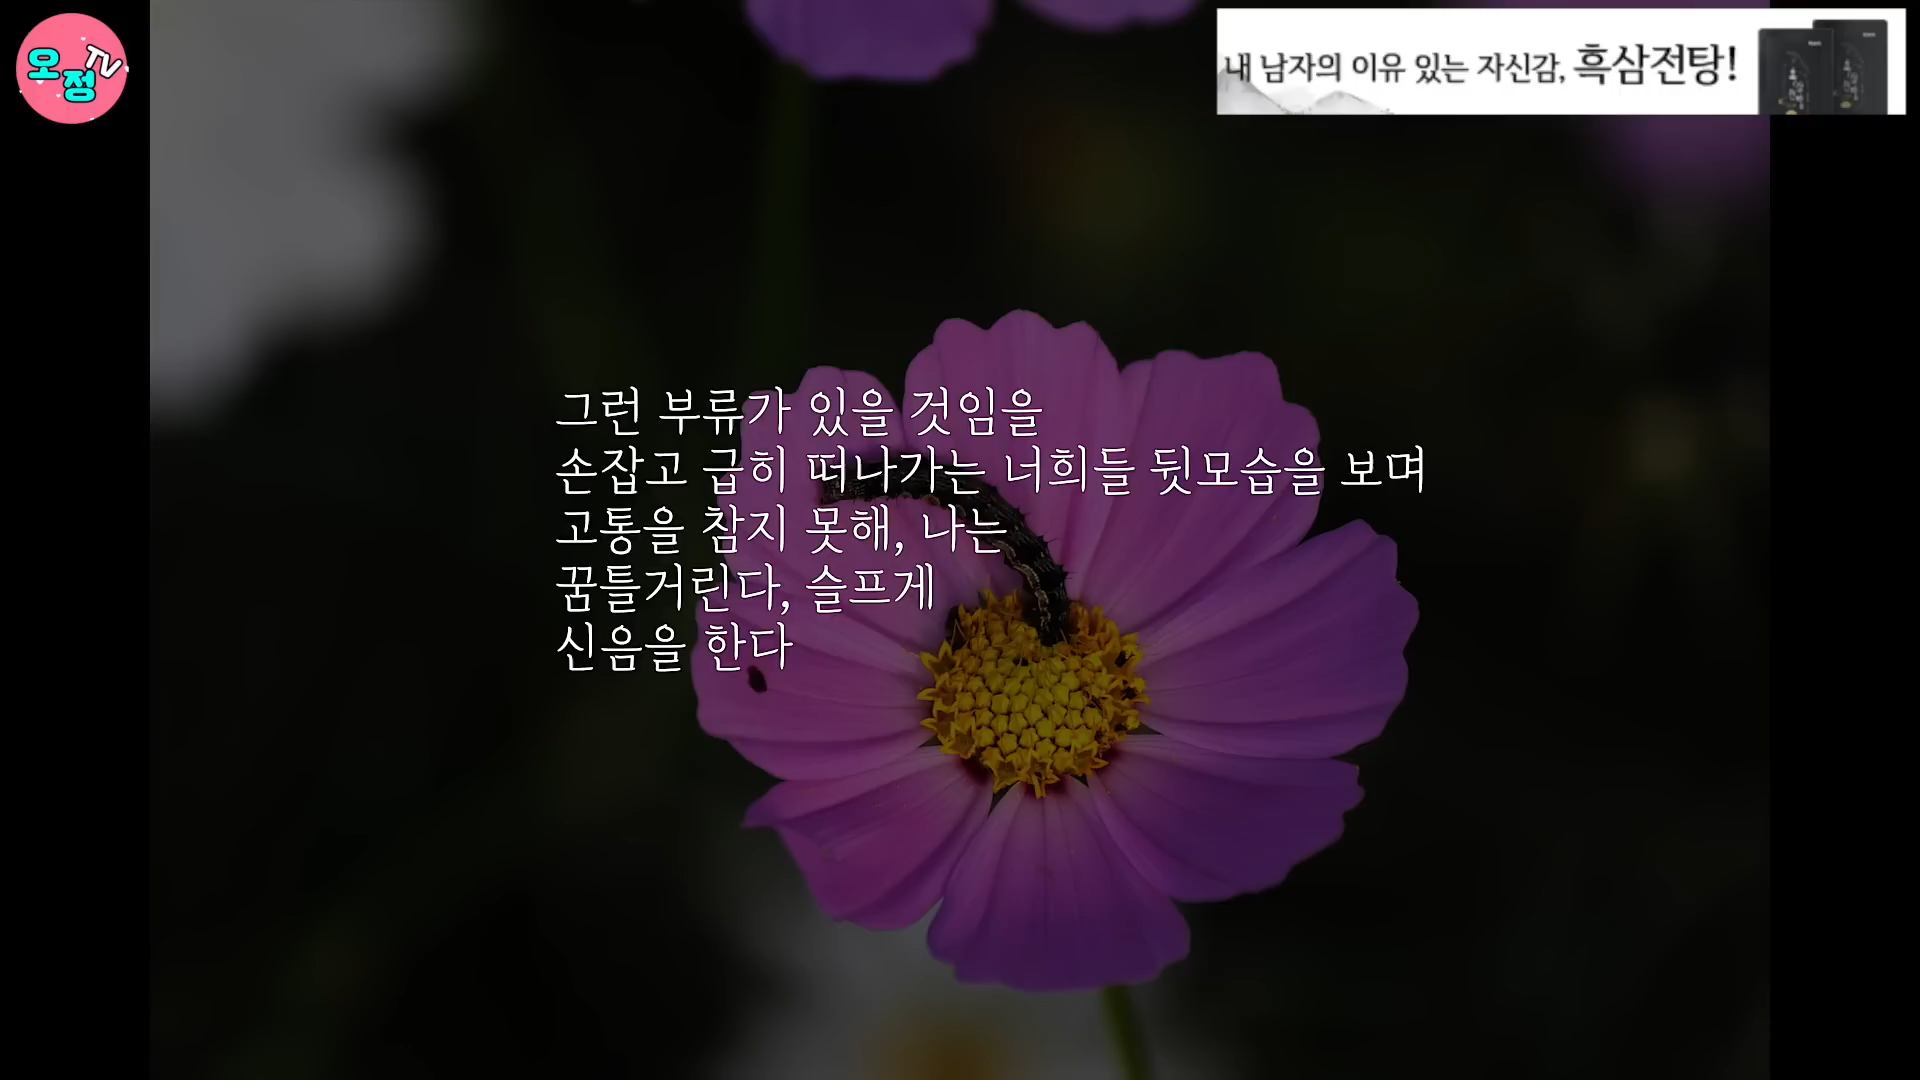 오정TV
내 남자의 이유 있는 자신감, 흑삼전탕!
그런 부류가 있을 것임을
손잡고 급히 떠나가는 너희들 뒷모습을 보며
고통을 참지 못해, 나는
꿈틀거린다, 슬프게
신음을 한다